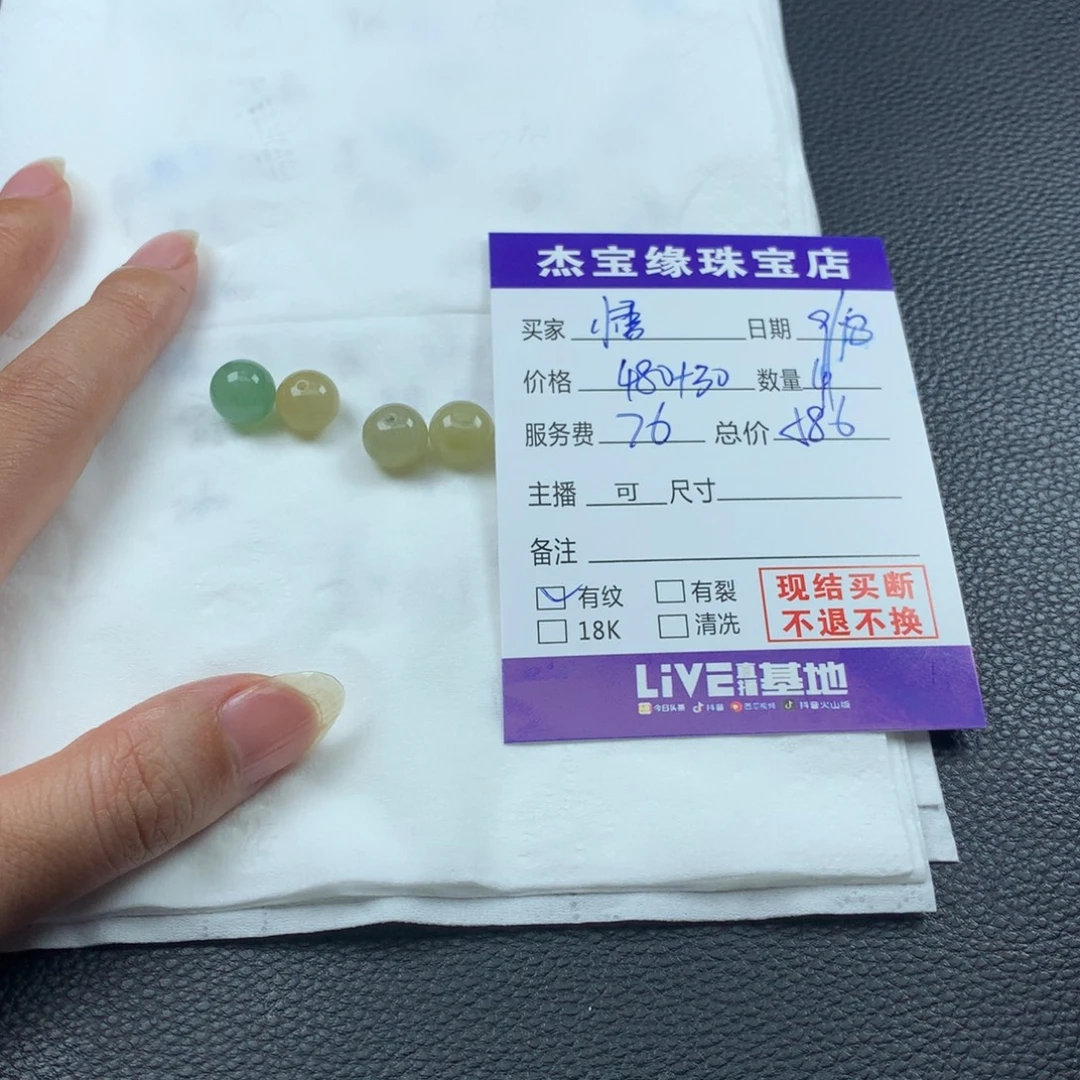 杰宝缘珠宝店
买家 日期
价格 480+30 数量
服务费 76 总价 586
主播 可 尺寸
备注
有纹 有裂
18K 清洗
现结买断
不退不换
LiVE直播基地
今日头条 抖音 西瓜视频 抖音火山版